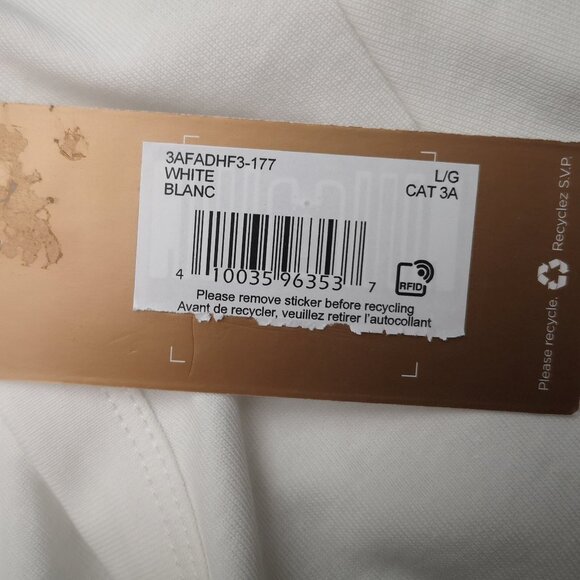 3AFADHF3-177
WHITE L/G
BLANC CAT 3A
4 10035 96353 7
RFID
Please remove sticker before recycling
Avant de recycler, veuillez retirer l'autocollant
Please recycle. Recyclez S.V.P.